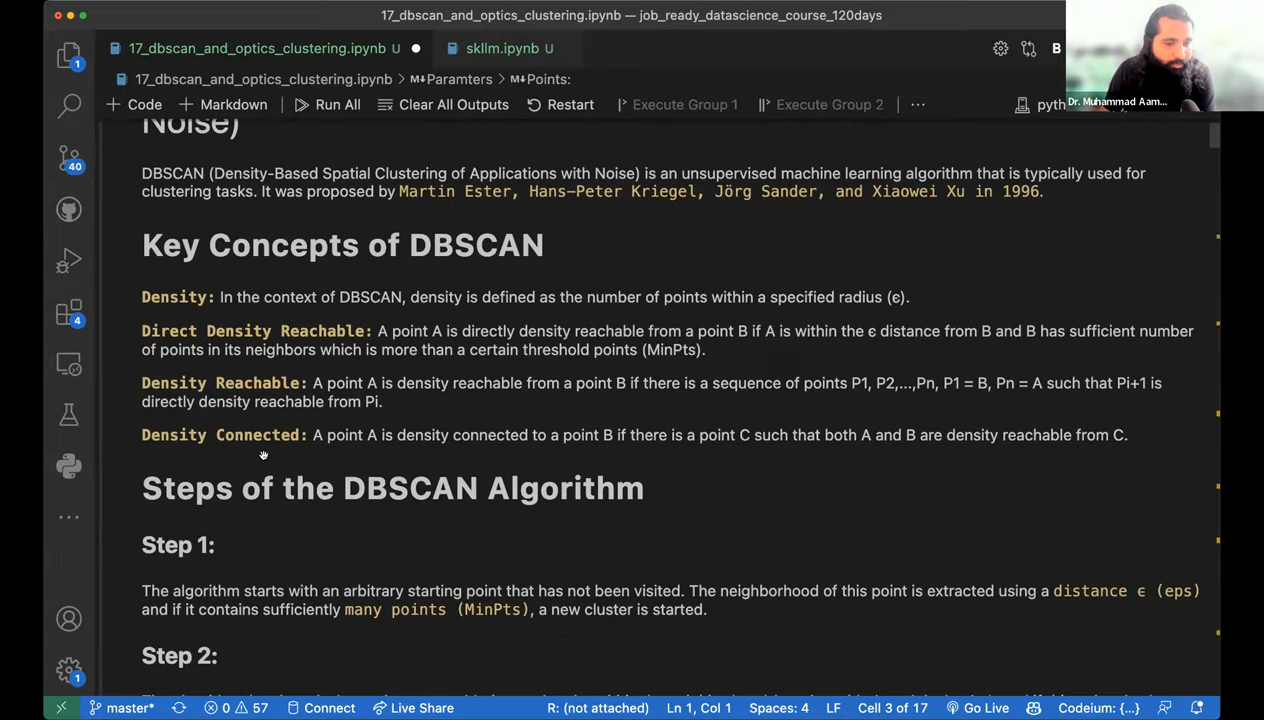 17_dbscan_and_optics_clustering.ipynb — job_ready_datascience_course_120days
17_dbscan_and_optics_clustering.ipynb U
skllm.ipynb U
B
17_dbscan_and_optics_clustering.ipynb > M↓Paramters > M↓Points:
+ Code + Markdown Run All Clear All Outputs Restart Execute Group 1 Execute Group 2 ...
Dr. Muhammad Aam...
Noise)
DBSCAN (Density-Based Spatial Clustering of Applications with Noise) is an unsupervised machine learning algorithm that is typically used for
clustering tasks. It was proposed by Martin Ester, Hans-Peter Kriegel, Jörg Sander, and Xiaowei Xu in 1996.
Key Concepts of DBSCAN
Density: In the context of DBSCAN, density is defined as the number of points within a specified radius (ϵ).
Direct Density Reachable: A point A is directly density reachable from a point B if A is within the ϵ distance from B and B has sufficient number
of points in its neighbors which is more than a certain threshold points (MinPts).
Density Reachable: A point A is density reachable from a point B if there is a sequence of points P1, P2,...,Pn, P1 = B, Pn = A such that Pi+1 is
directly density reachable from Pi.
Density Connected: A point A is density connected to a point B if there is a point C such that both A and B are density reachable from C.
Steps of the DBSCAN Algorithm
Step 1:
The algorithm starts with an arbitrary starting point that has not been visited. The neighborhood of this point is extracted using a distance ϵ (eps)
and if it contains sufficiently many points (MinPts), a new cluster is started.
Step 2:
1
40
4
1
master* 0 57 Connect Live Share R: (not attached) Ln 1, Col 1 Spaces: 4 LF Cell 3 of 17 Go Live Codeium: {...}